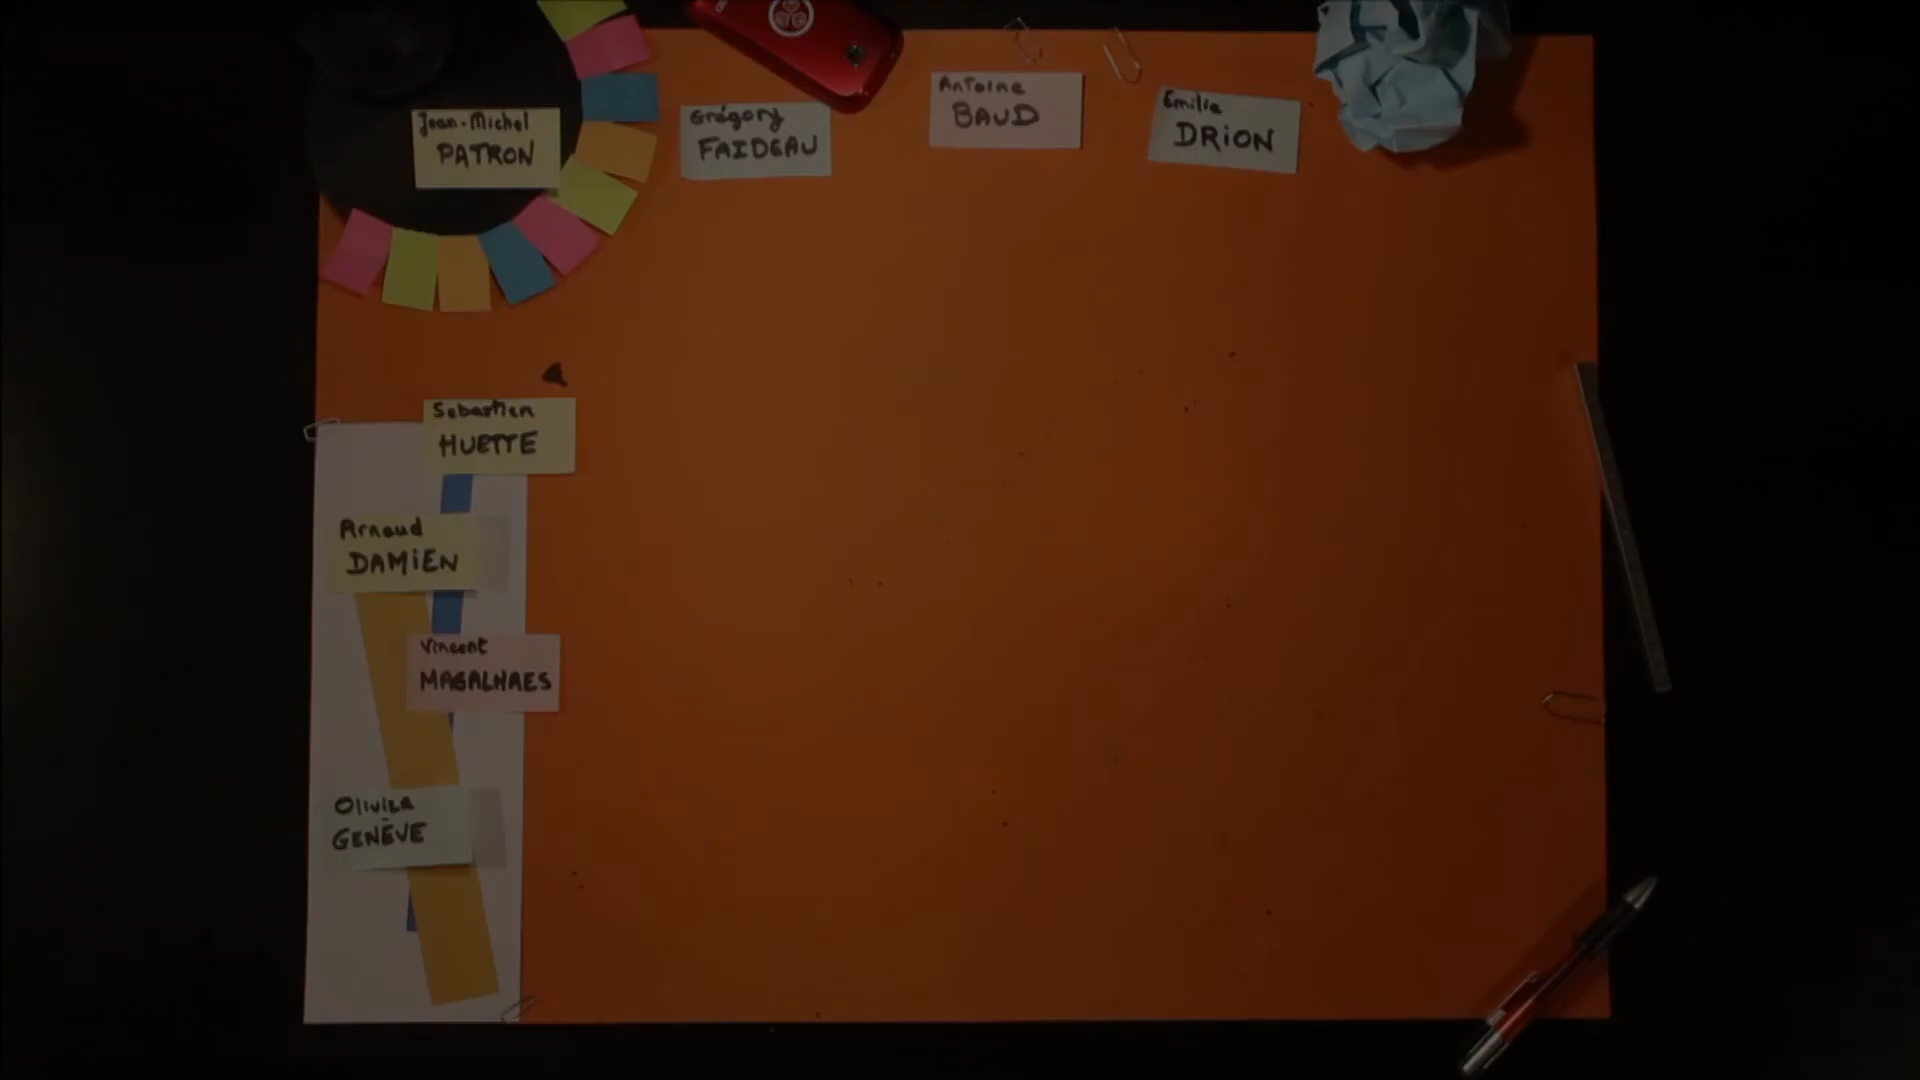 Jean-Michel
PATRON
Grégory
FAIDEAU
Antoine
BAUD
Emilie
DRION
Sebastien
HUETTE
Arnaud
DAMIEN
Vincent
MAGALHAES
Olivier
GENÈVE